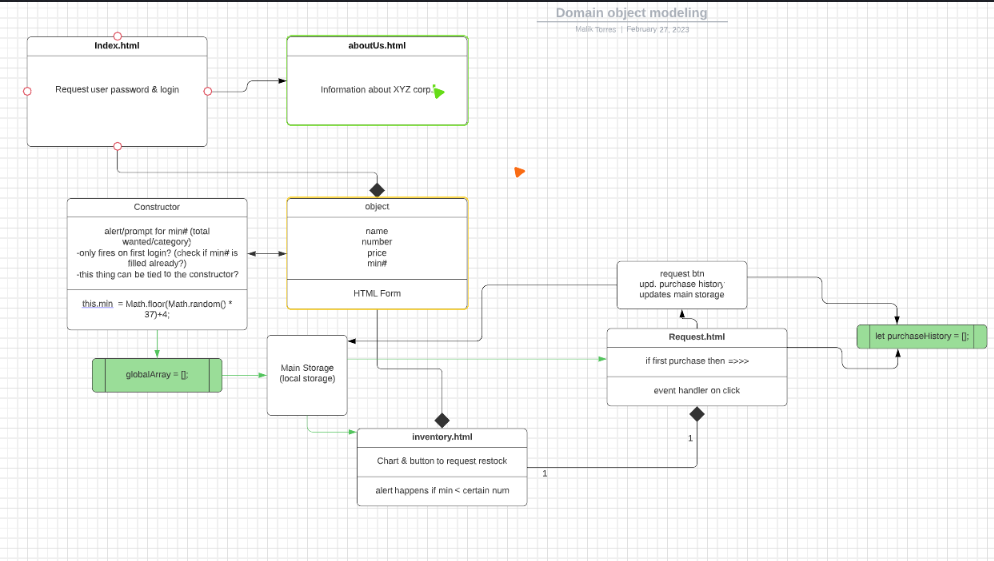 Domain object modeling
Malik Torres | February 27, 2023
Index.html
Request user password & login
aboutUs.html
Information about XYZ corp.
Constructor
alert/prompt for min# (total
wanted/category)
-only fires on first login? (check if min# is
filled already?)
-this thing can be tied to the constructor?
this.min = Math.floor(Math.random() *
37)+4;
object
name
number
price
min#
HTML Form
request btn
upd. purchase history
updates main storage
Request.html
if first purchase then =>>>
event handler on click
let purchaseHistory = [];
globalArray = [];
Main Storage
(local storage)
inventory.html
Chart & button to request restock
alert happens if min < certain num
1
1